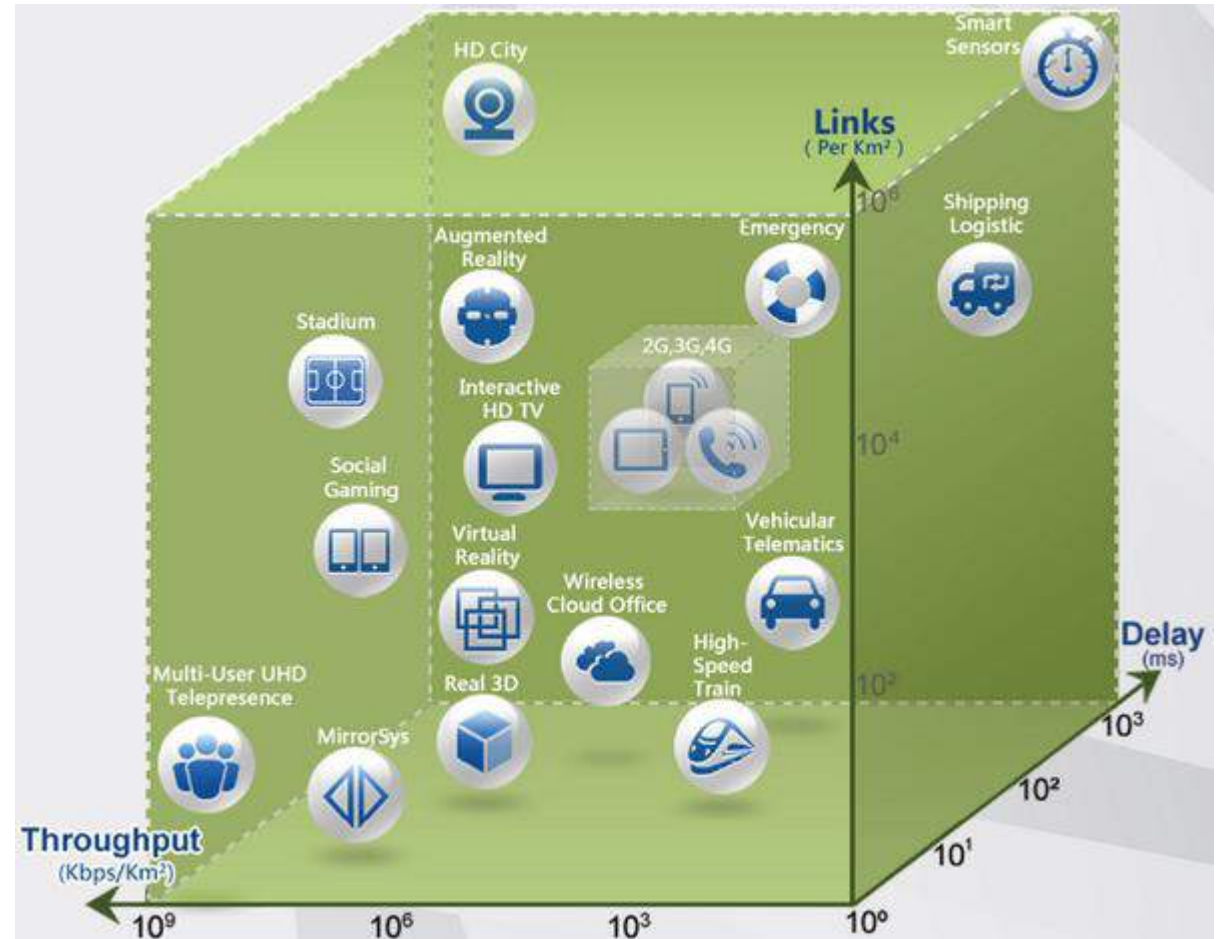 HD City
Smart
Sensors
Links
( Per Km² )
10⁶
Shipping
Logistic
Augmented
Reality
Emergency
Stadium
2G,3G,4G
Interactive
HD TV
10⁴
Social
Gaming
Vehicular
Telematics
Virtual
Reality
Wireless
Cloud Office
High-
Speed
Train
Delay
(ms)
Multi-User UHD
Telepresence
Real 3D
10²
10³
MirrorSys
10²
Throughput
(Kbps/Km²)
10¹
10⁹
10⁶
10³
10⁰